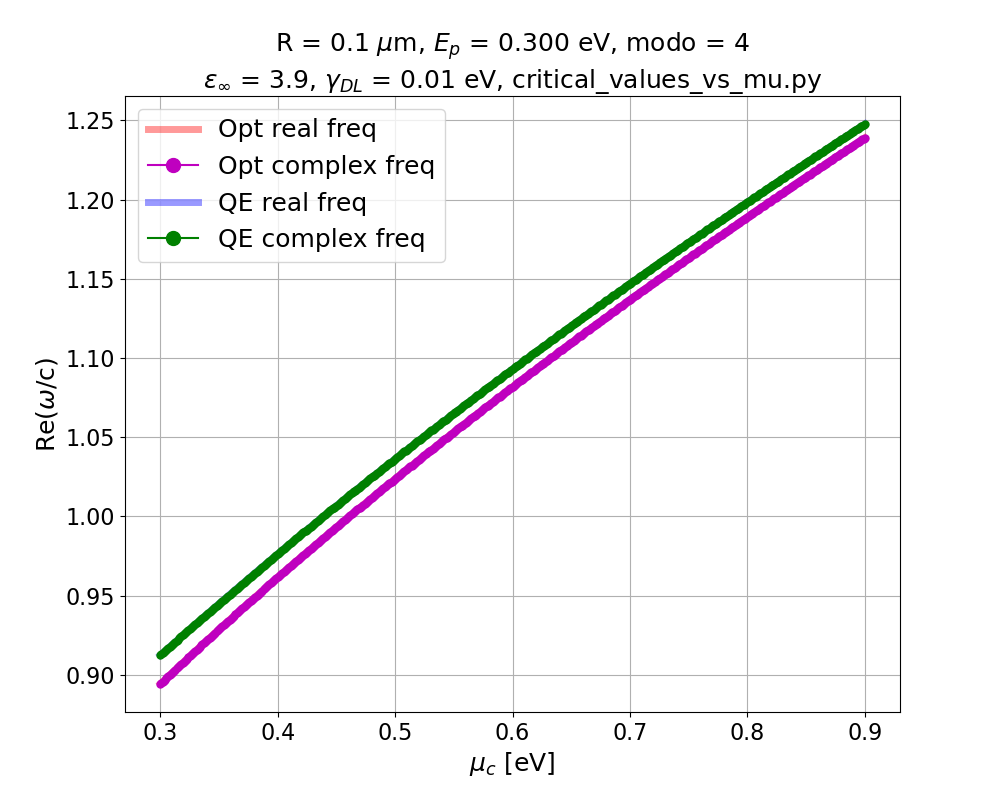 R = 0.1 μm, E_p = 0.300 eV, modo = 4
ε_∞ = 3.9, γ_DL = 0.01 eV, critical_values_vs_mu.py
Opt real freq
Opt complex freq
QE real freq
QE complex freq
1.25
1.20
1.15
1.10
1.05
1.00
0.95
0.90
Re(ω/c)
0.3 0.4 0.5 0.6 0.7 0.8 0.9
μ_c [eV]